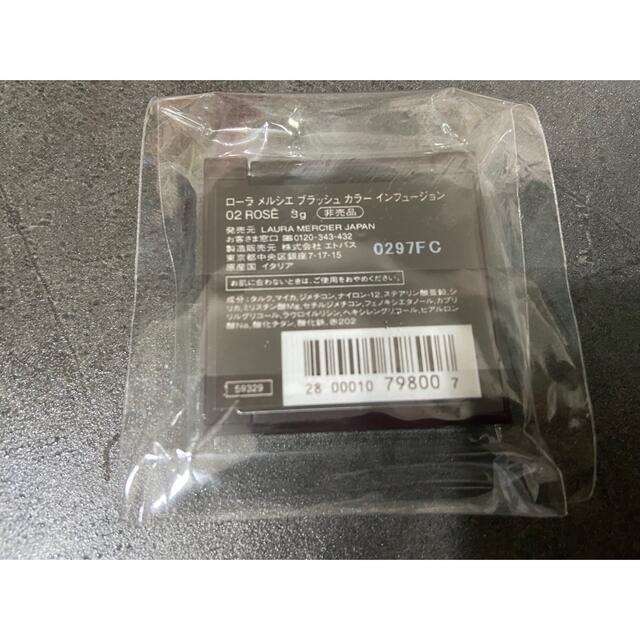 ローラ メルシエ ブラッシュ カラー インフュージョン
02 ROSÈ 3g 非売品
発売元 LAURA MERCIER JAPAN
お客さま窓口 ☎0120-343-432
製造販売元 株式会社 エトバス
東京都中央区銀座7-17-15
原産国 イタリア
0297FC
お肌に合わないときは、ご使用をおやめください。
成分:タルク,マイカ,ジメチコン,ナイロン-12,ステアリン酸亜鉛,シ
リカ,ミリスチン酸Mg,セチルジメチコン,フェノキシエタノール,カプリ
リルグリコール,ラウロイルリシン,ヘキシレングリコール,ヒアルロン
酸Na,酸化チタン,酸化鉄,赤202
59329
28 00010 79800 7